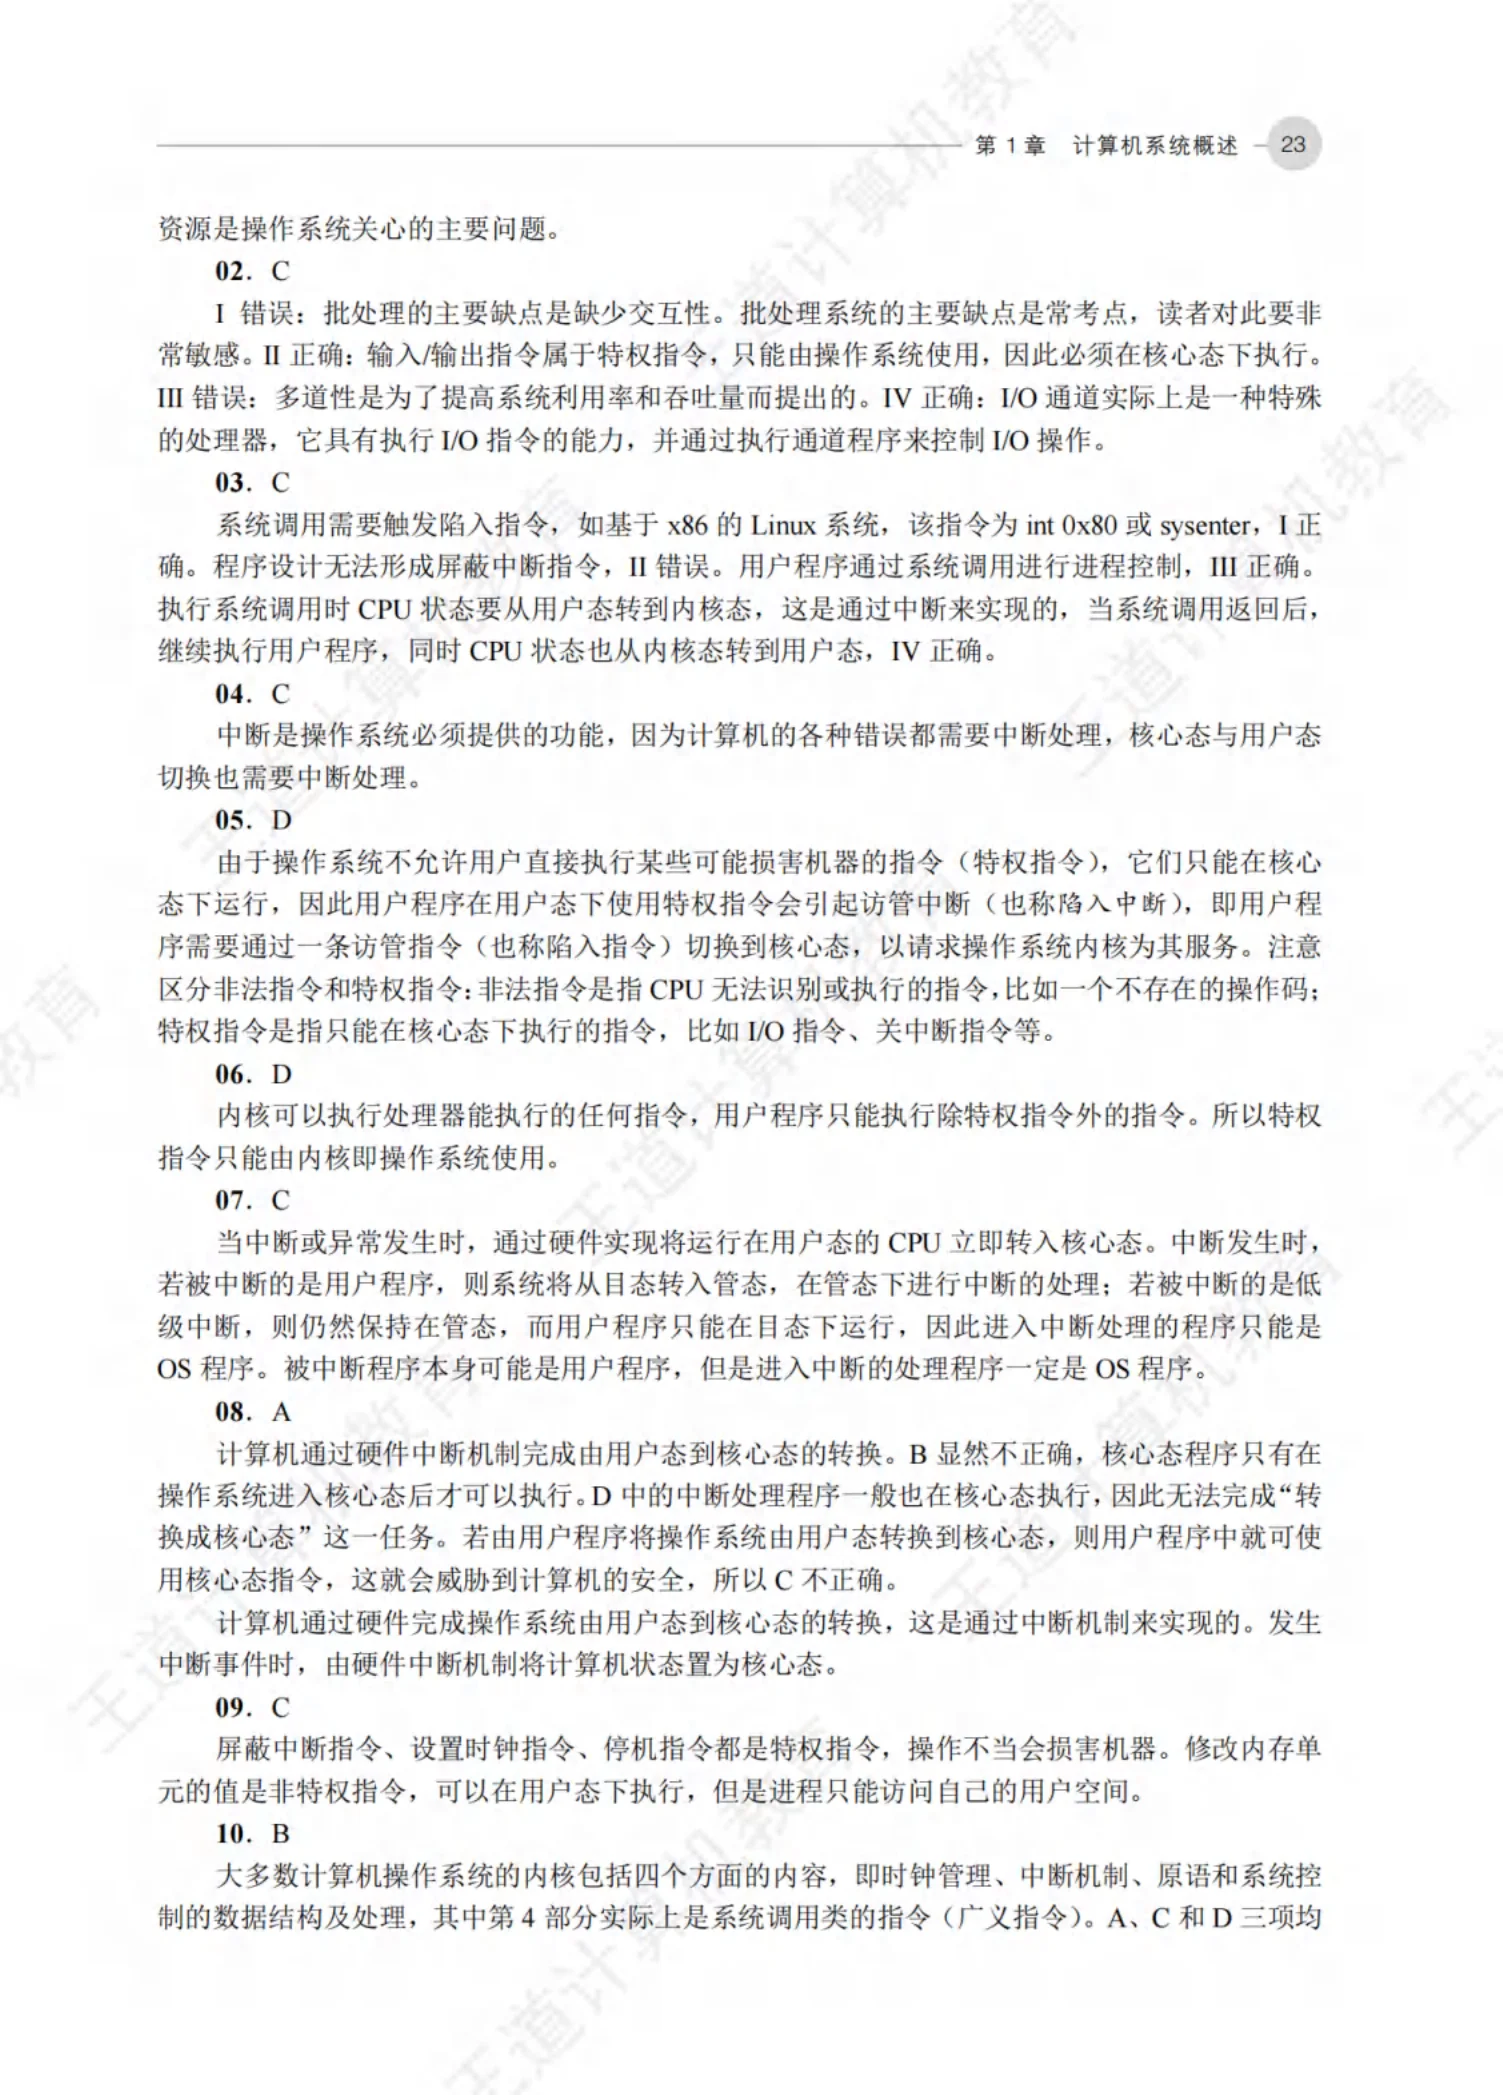 第 1 章 计算机系统概述 23
资源是操作系统关心的主要问题。
02. C
I 错误：批处理的主要缺点是缺少交互性。批处理系统的主要缺点是常考点，读者对此要非
常敏感。II 正确：输入/输出指令属于特权指令，只能由操作系统使用，因此必须在核心态下执行。
III 错误：多道性是为了提高系统利用率和吞吐量而提出的。IV 正确：I/O 通道实际上是一种特殊
的处理器，它具有执行 I/O 指令的能力，并通过执行通道程序来控制 I/O 操作。
03. C
系统调用需要触发陷入指令，如基于 x86 的 Linux 系统，该指令为 int 0x80 或 sysenter，I 正
确。程序设计无法形成屏蔽中断指令，II 错误。用户程序通过系统调用进行进程控制，III 正确。
执行系统调用时 CPU 状态要从用户态转到内核态，这是通过中断来实现的，当系统调用返回后，
继续执行用户程序，同时 CPU 状态也从内核态转到用户态，IV 正确。
04. C
中断是操作系统必须提供的功能，因为计算机的各种错误都需要中断处理，核心态与用户态
切换也需要中断处理。
05. D
由于操作系统不允许用户直接执行某些可能损害机器的指令（特权指令），它们只能在核心
态下运行，因此用户程序在用户态下使用特权指令会引起访管中断（也称陷入中断），即用户程
序需要通过一条访管指令（也称陷入指令）切换到核心态，以请求操作系统内核为其服务。注意
区分非法指令和特权指令：非法指令是指 CPU 无法识别或执行的指令，比如一个不存在的操作码；
特权指令是指只能在核心态下执行的指令，比如 I/O 指令、关中断指令等。
06. D
内核可以执行处理器能执行的任何指令，用户程序只能执行除特权指令外的指令。所以特权
指令只能由内核即操作系统使用。
07. C
当中断或异常发生时，通过硬件实现将运行在用户态的 CPU 立即转入核心态。中断发生时，
若被中断的是用户程序，则系统将从目态转入管态，在管态下进行中断的处理；若被中断的是低
级中断，则仍然保持在管态，而用户程序只能在目态下运行，因此进入中断处理的程序只能是
OS 程序。被中断程序本身可能是用户程序，但是进入中断的处理程序一定是 OS 程序。
08. A
计算机通过硬件中断机制完成由用户态到核心态的转换。B 显然不正确，核心态程序只有在
操作系统进入核心态后才可以执行。D 中的中断处理程序一般也在核心态执行，因此无法完成“转
换成核心态”这一任务。若由用户程序将操作系统由用户态转换到核心态，则用户程序中就可使
用核心态指令，这就会威胁到计算机的安全，所以 C 不正确。
计算机通过硬件完成操作系统由用户态到核心态的转换，这是通过中断机制来实现的。发生
中断事件时，由硬件中断机制将计算机状态置为核心态。
09. C
屏蔽中断指令、设置时钟指令、停机指令都是特权指令，操作不当会损害机器。修改内存单
元的值是非特权指令，可以在用户态下执行，但是进程只能访问自己的用户空间。
10. B
大多数计算机操作系统的内核包括四个方面的内容，即时钟管理、中断机制、原语和系统控
制的数据结构及处理，其中第 4 部分实际上是系统调用类的指令（广义指令）。A、C 和 D 三项均
王道计算机教育
王道计算机教育
王道计算机教育
王道计算机教育
王道计算机教育
王道计算机教育
王道计算机教育
教育
王道